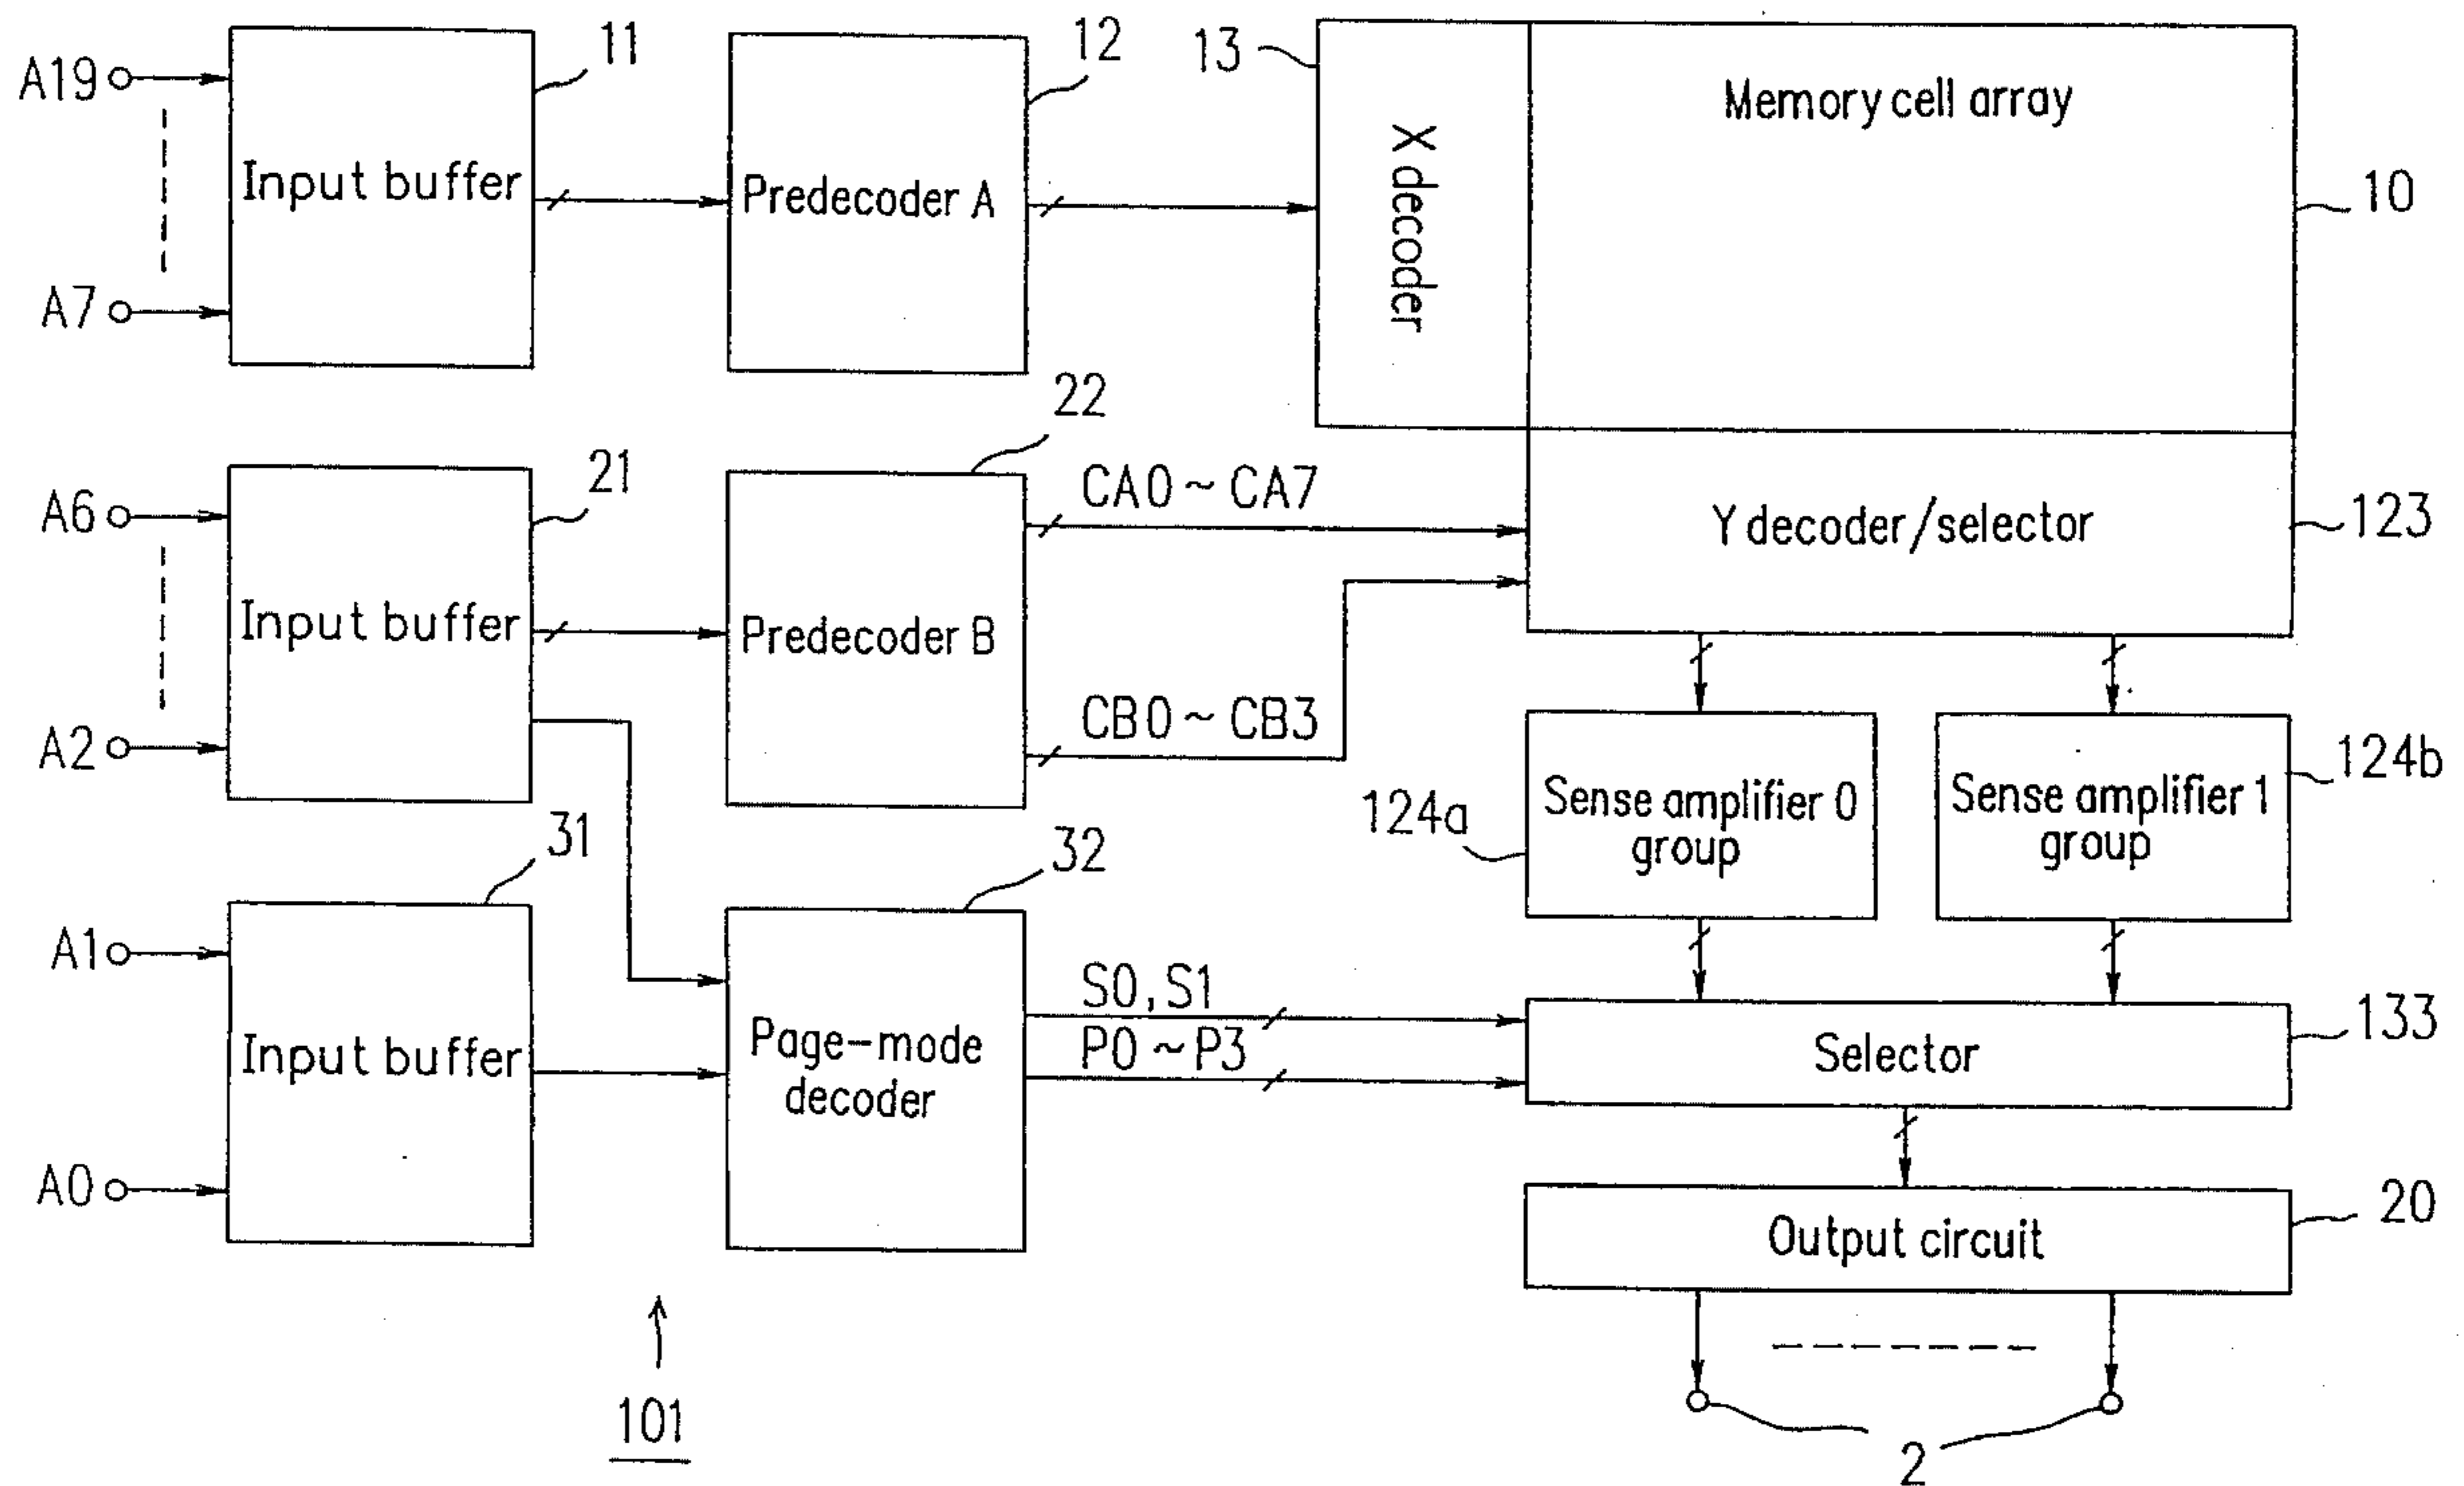 A19
11
12
13
Memory cell array
Input buffer
Predecoder A
X decoder
10
A7
22
A6
21
CA0 ~ CA7
Y decoder/selector
123
Input buffer
Predecoder B
CB0 ~ CB3
A2
124a
Sense amplifier 0
group
Sense amplifier 1
group
124b
31
32
A1
S0, S1
P0 ~ P3
Input buffer
Page-mode
decoder
Selector
133
A0
Output circuit
20
101
2